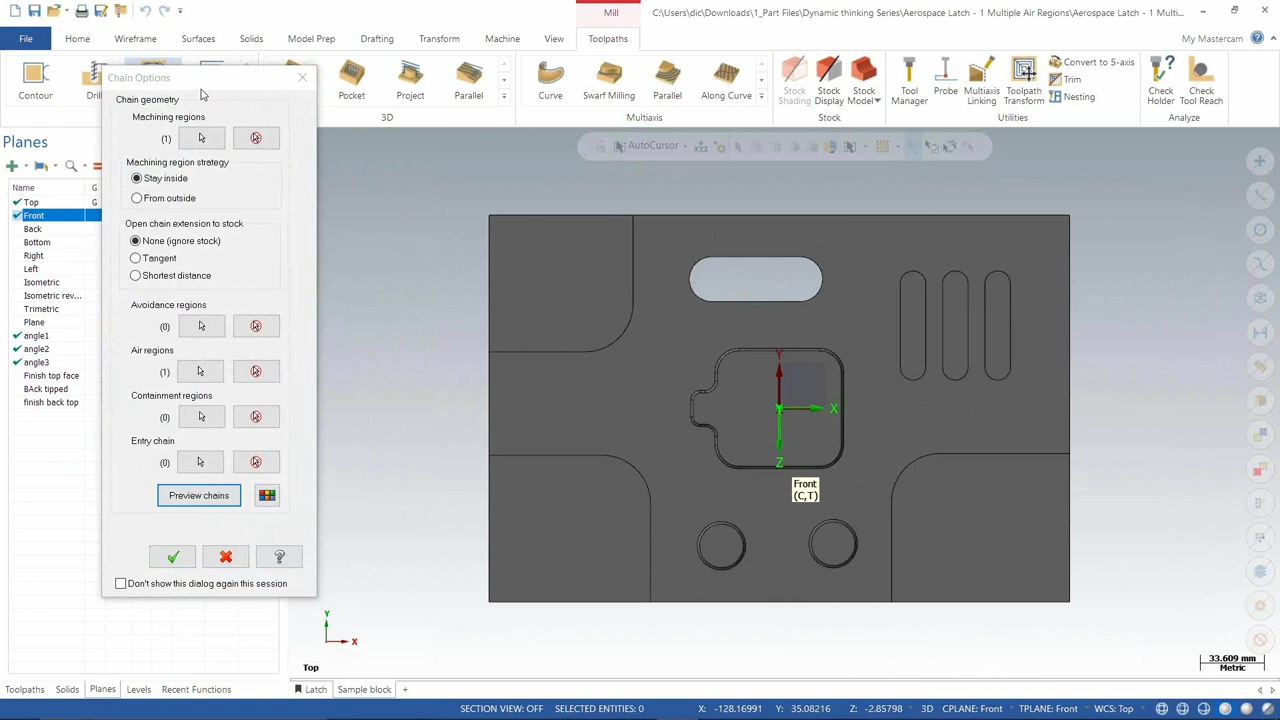 Mill
C:\Users\dic\Downloads\1_Part Files\Dynamic thinking Series\Aerospace Latch - 1 Multiple Air Regions\Aerospace Latch - 1 Multi...
File
Home
Wireframe
Surfaces
Solids
Model Prep
Drafting
Transform
Machine
View
Toolpaths
My Mastercam
Contour
Dril
Pocket
Project
Parallel
Curve
Swarf Milling
Parallel
Along Curve
Stock Shading
Stock Display
Stock Model
Tool Manager
Probe
Multiaxis Linking
Toolpath Transform
Convert to 5-axis
Trim
Nesting
Check Holder
Check Tool Reach
3D
Multiaxis
Stock
Utilities
Analyze
Chain Options
Chain geometry
Machining regions
(1)
Machining region strategy
Stay inside
From outside
Open chain extension to stock
None (ignore stock)
Tangent
Shortest distance
Avoidance regions
(0)
Air regions
(1)
Containment regions
(0)
Entry chain
(0)
Preview chains
Don't show this dialog again this session
Planes
Name
G
Top
G
Front
Back
Bottom
Right
Left
Isometric
Isometric rev...
Trimetric
Plane
angle1
angle2
angle3
Finish top face
BAck tipped
finish back top
AutoCursor
Y
X
Z
Front
(C,T)
Y
X
Top
33.609 mm
Metric
Toolpaths
Solids
Planes
Levels
Recent Functions
Latch
Sample block
+
SECTION VIEW: OFF
SELECTED ENTITIES: 0
X: -128.16991
Y: 35.08216
Z: -2.85798
3D
CPLANE: Front
TPLANE: Front
WCS: Top